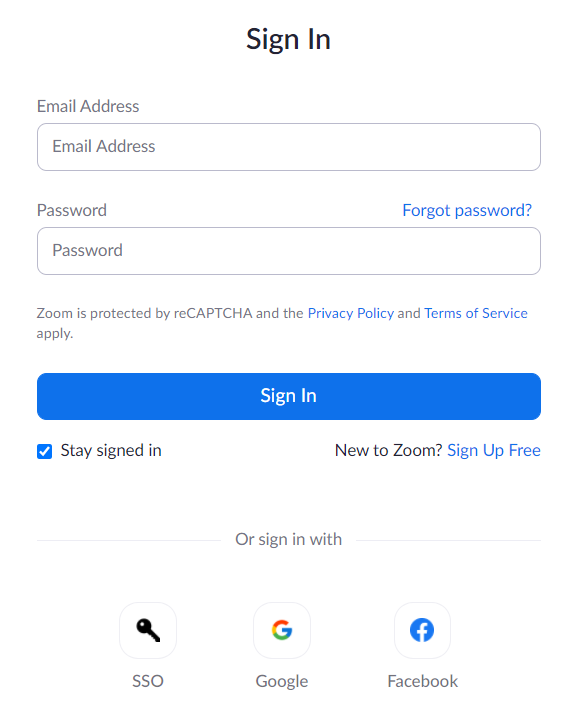 Sign In
Email Address
Email Address
Password Forgot password?
Password
Zoom is protected by reCAPTCHA and the Privacy Policy and Terms of Service
apply.
Sign In
Stay signed in New to Zoom? Sign Up Free
Or sign in with
SSO Google Facebook